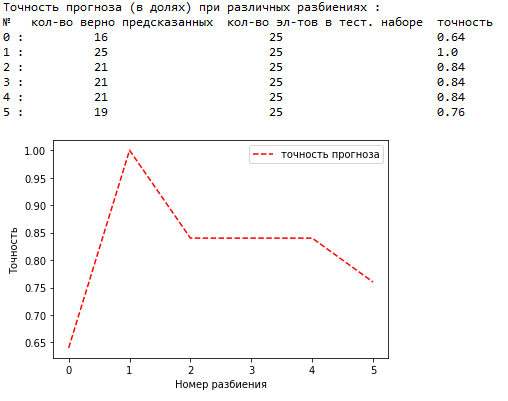 Точность прогноза (в долях) при различных разбиениях :
№ кол-во верно предсказанных кол-во эл-тов в тест. наборе точность
0 : 16 25 0.64
1 : 25 25 1.0
2 : 21 25 0.84
3 : 21 25 0.84
4 : 21 25 0.84
5 : 19 25 0.76
точность прогноза
1.00
0.95
0.90
0.85
0.80
0.75
0.70
0.65
Точность
0 1 2 3 4 5
Номер разбиения